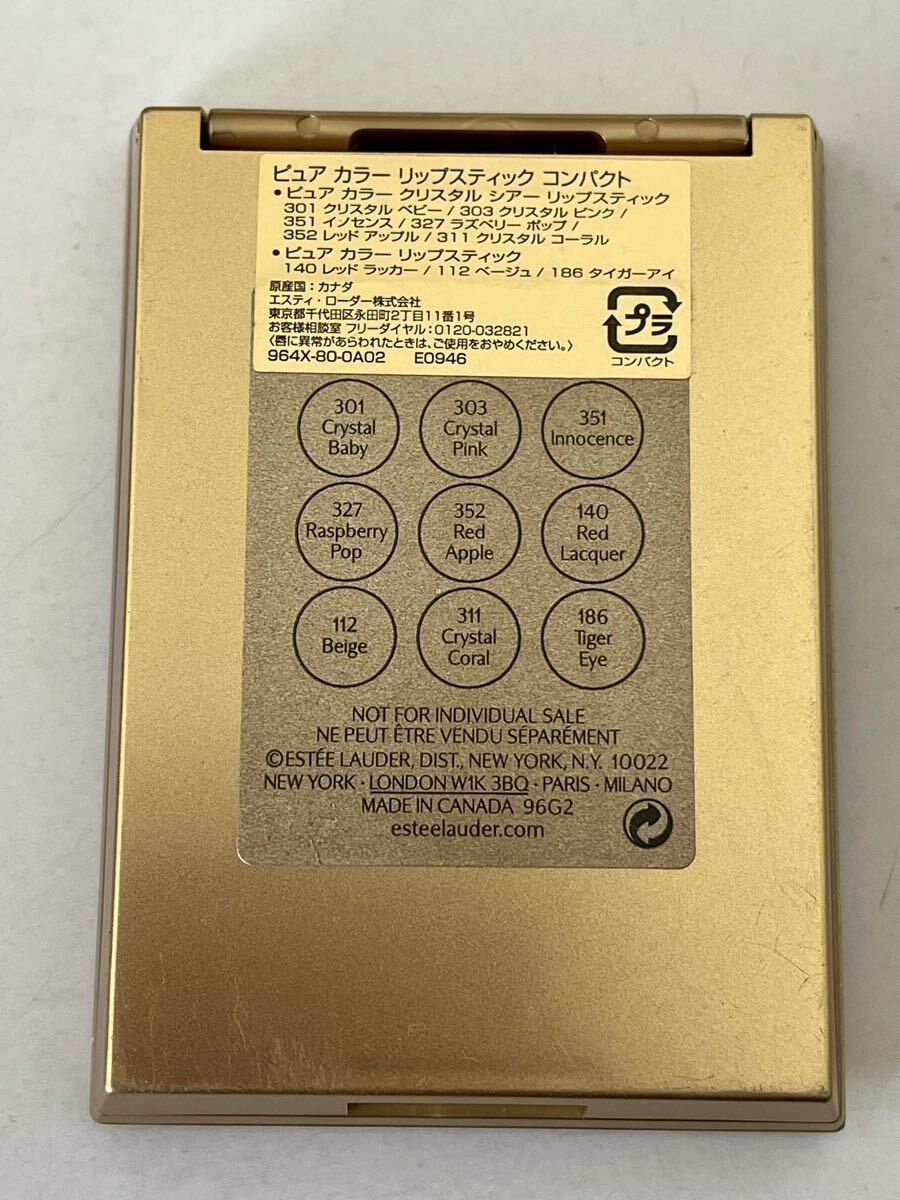 ピュア カラー リップスティック コンパクト
• ピュア カラー クリスタル シアー リップスティック
301 クリスタル ベビー / 303 クリスタル ピンク /
351 イノセンス / 327 ラズベリー ポップ /
352 レッド アップル / 311 クリスタル コーラル
• ピュア カラー リップスティック
140 レッド ラッカー / 112 ベージュ / 186 タイガーアイ
原産国：カナダ
エスティ・ローダー株式会社
東京都千代田区永田町2丁目11番1号
お客様相談室 フリーダイヤル：0120-032821
〈唇に異常があらわれたときは、ご使用をおやめください。〉
964X-80-0A02 E0946
プラ
コンパクト
301
Crystal
Baby
303
Crystal
Pink
351
Innocence
327
Raspberry
Pop
352
Red
Apple
140
Red
Lacquer
112
Beige
311
Crystal
Coral
186
Tiger
Eye
NOT FOR INDIVIDUAL SALE
NE PEUT ÊTRE VENDU SÉPARÉMENT
©ESTÉE LAUDER, DIST., NEW YORK, N.Y. 10022
NEW YORK · LONDON W1K 3BQ · PARIS · MILANO
MADE IN CANADA 96G2
esteelauder.com